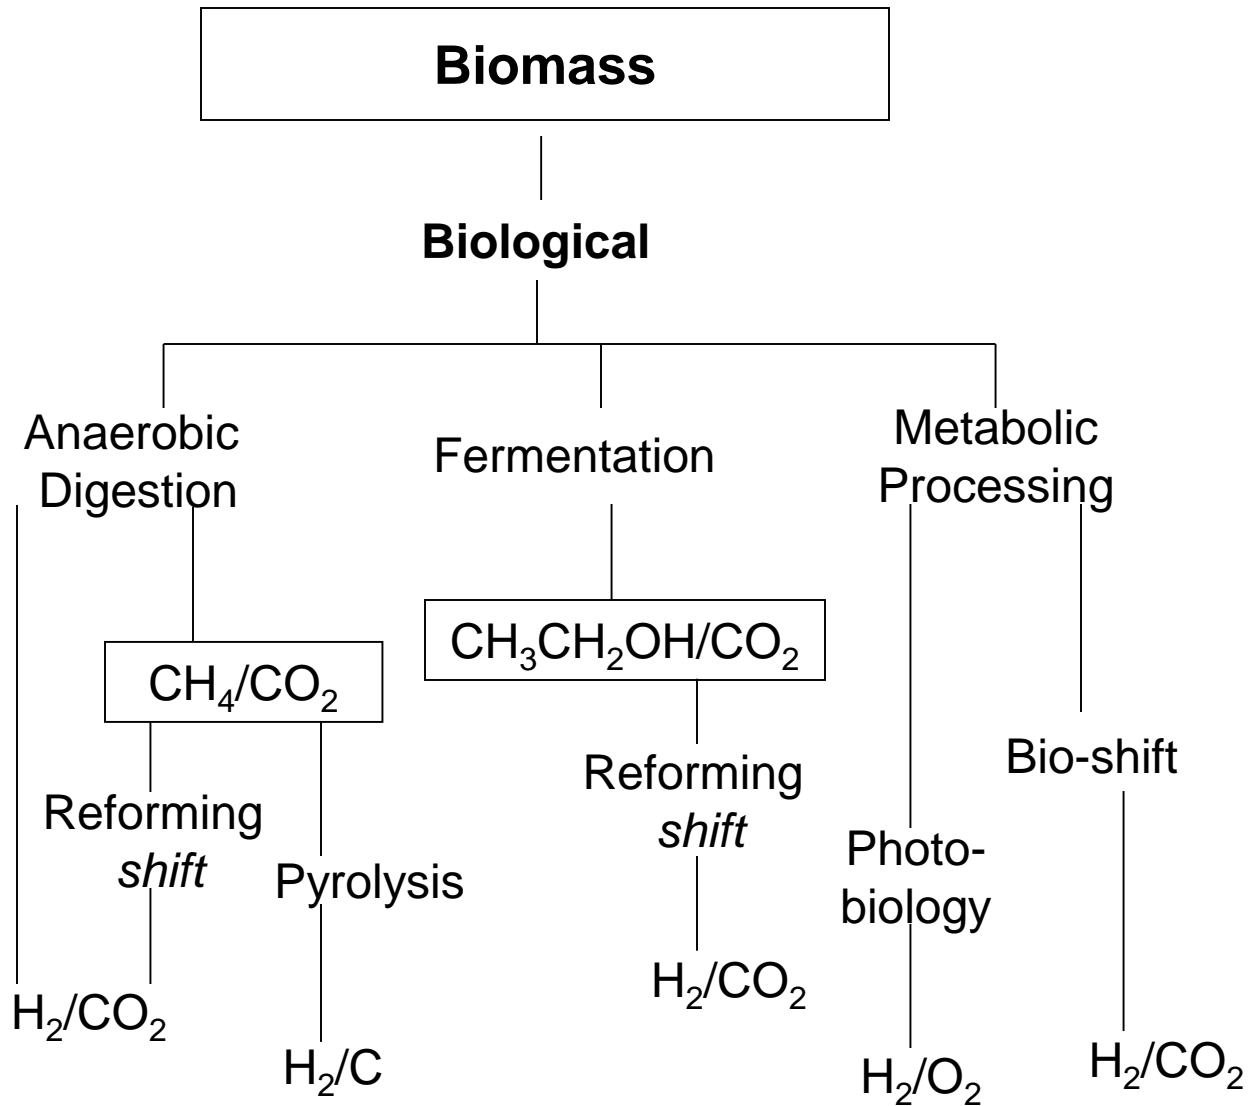 Biomass
Biological
Anaerobic
Digestion
Fermentation
Metabolic
Processing
CH₄/CO₂
CH₃CH₂OH/CO₂
Reforming
shift
Pyrolysis
Reforming
shift
Photo-
biology
Bio-shift
H₂/CO₂
H₂/C
H₂/CO₂
H₂/O₂
H₂/CO₂